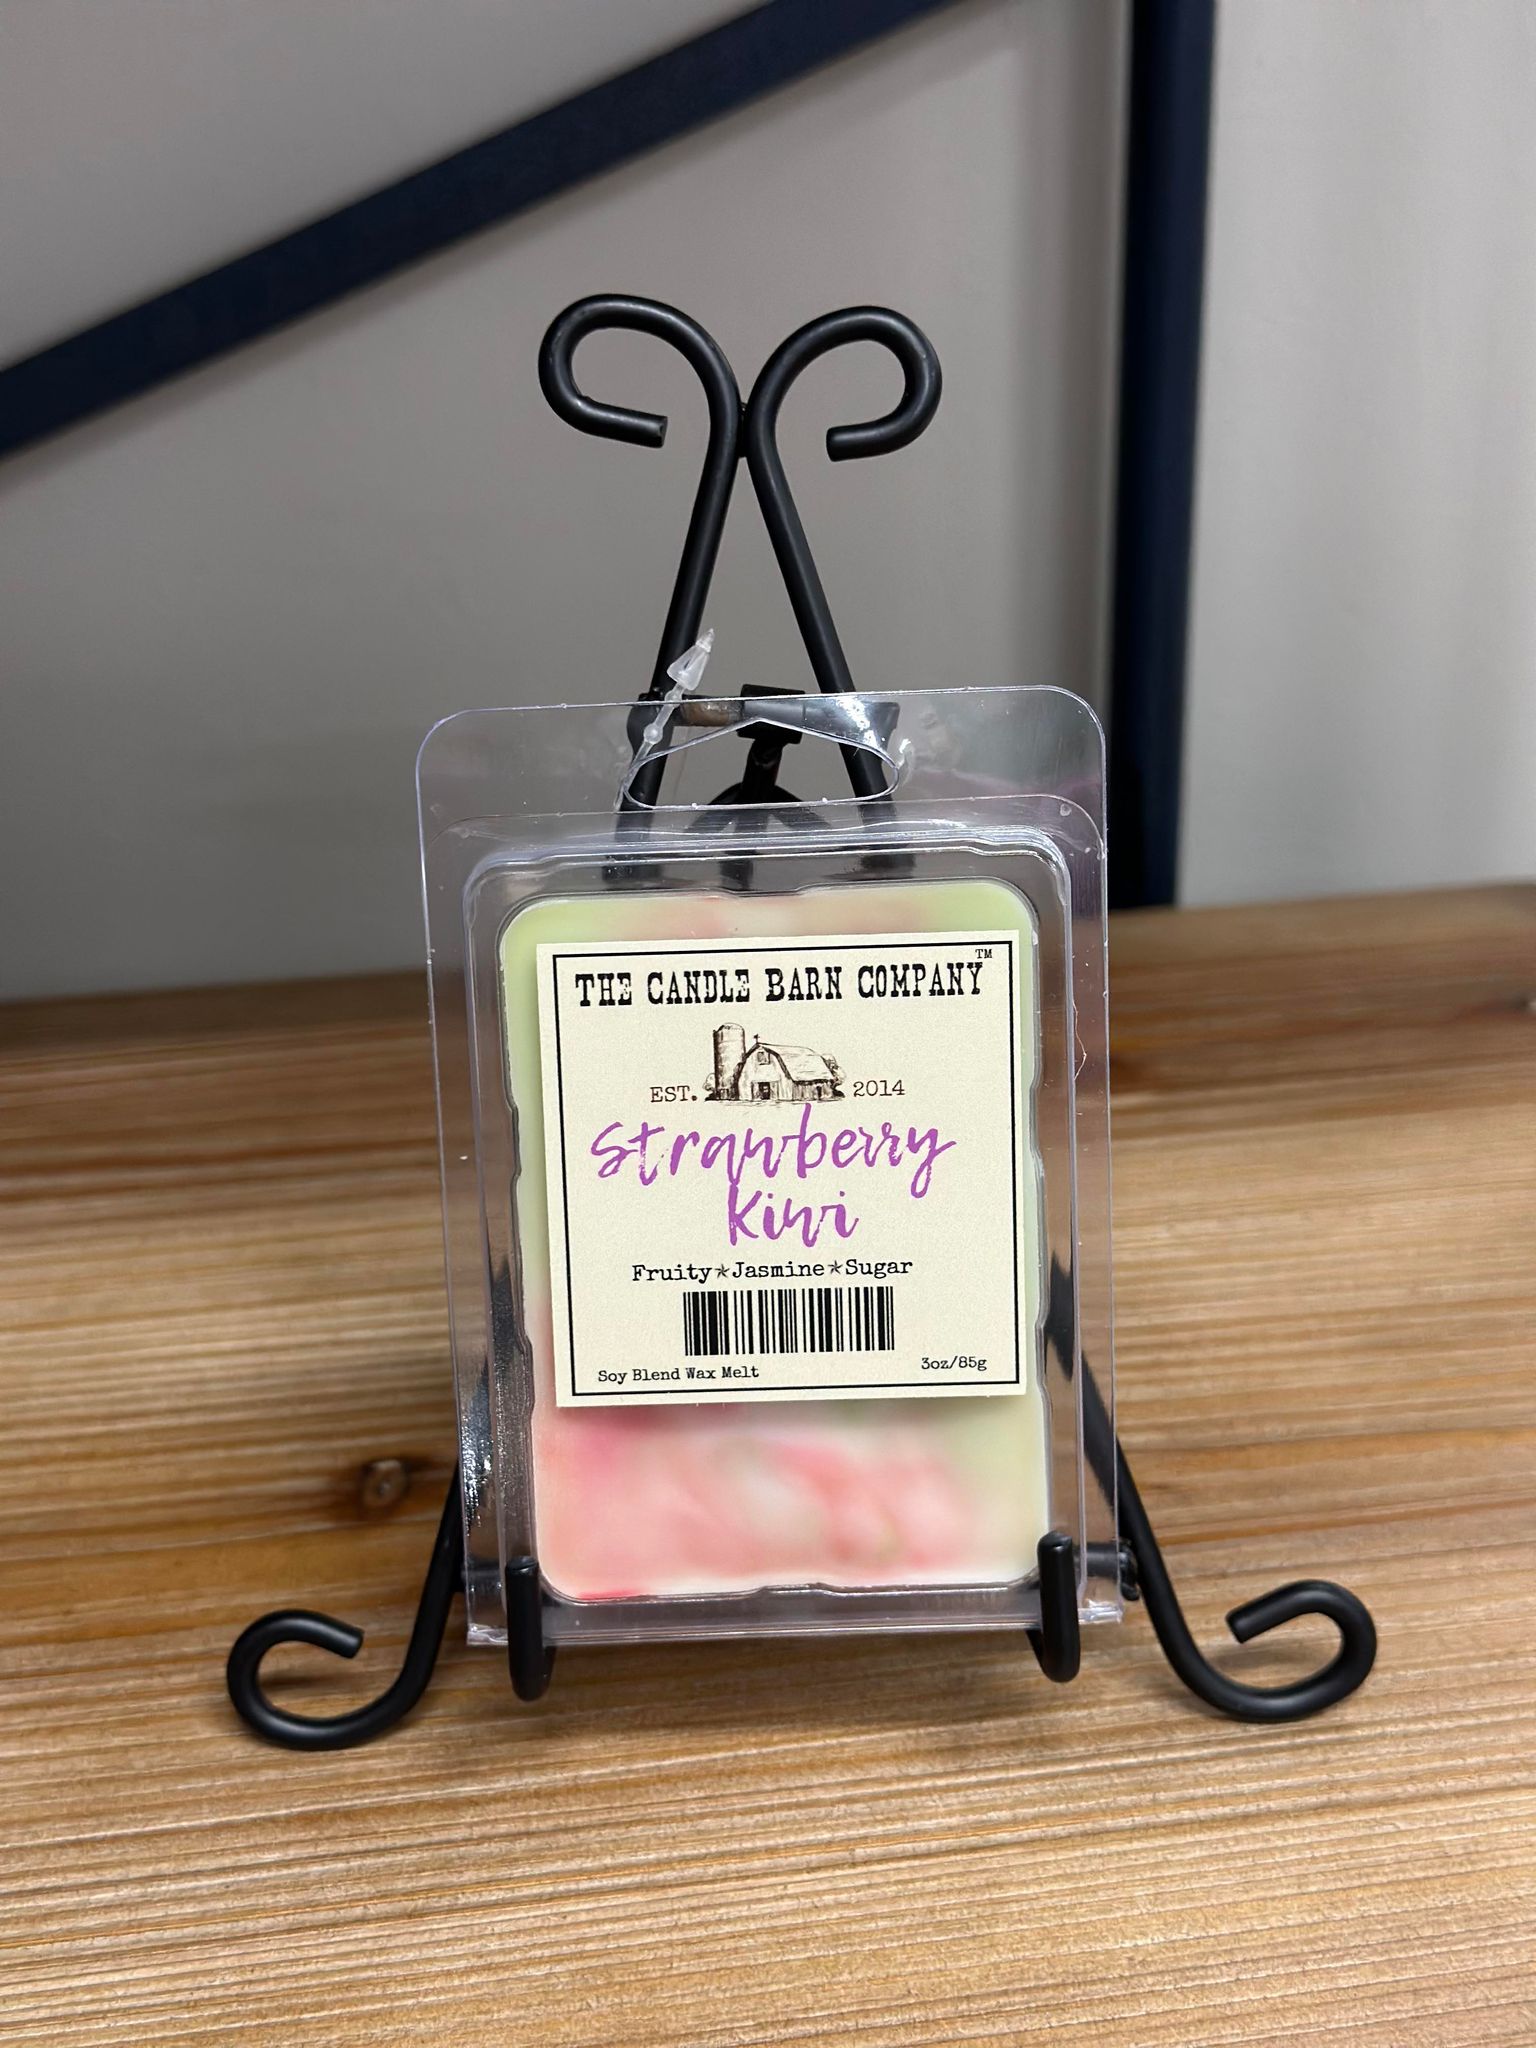 THE CANDLE BARN COMPANY™
EST. 2014
Strawberry
Kiwi
Fruity★Jasmine★Sugar
Soy Blend Wax Melt 3oz/85g